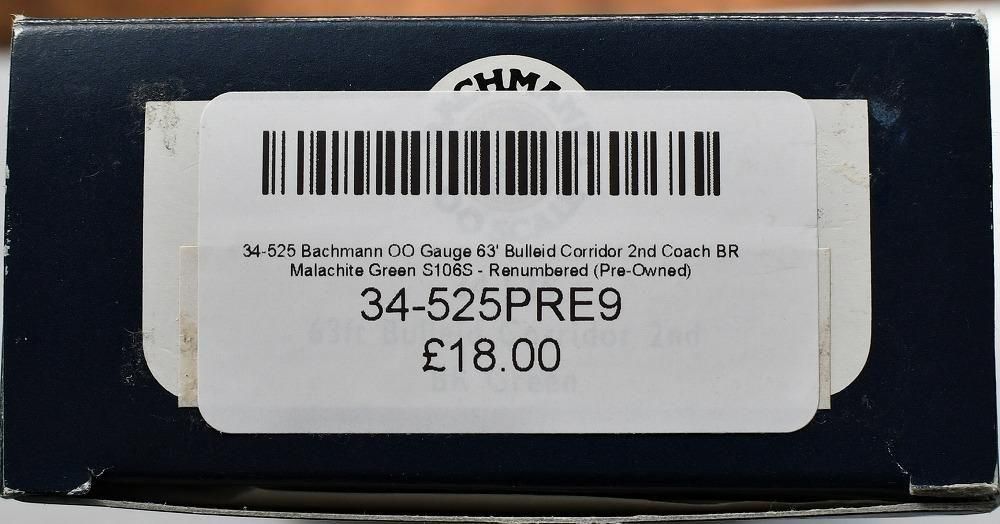 34-525 Bachmann OO Gauge 63' Bulleid Corridor 2nd Coach BR
Malachite Green S106S - Renumbered (Pre-Owned)
34-525PRE9
£18.00